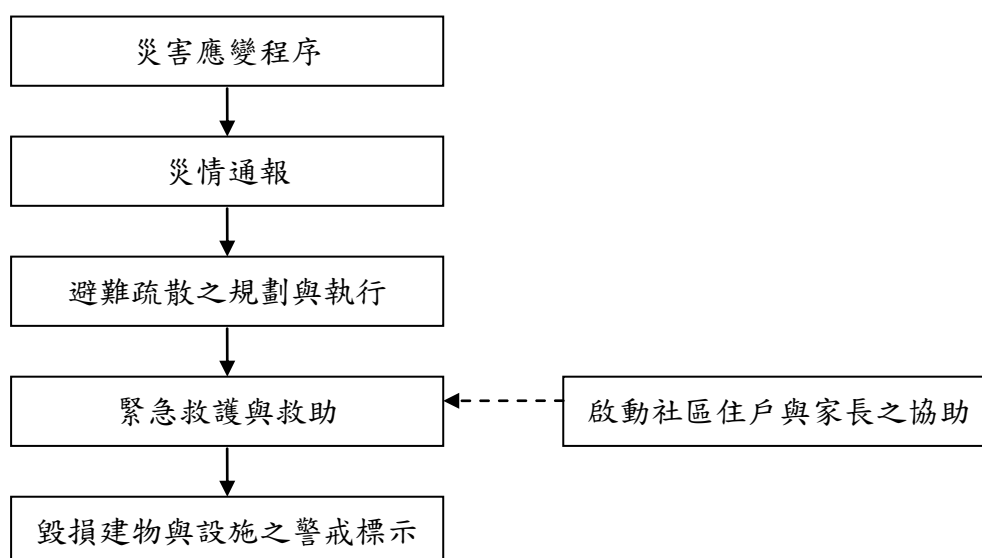 災害應變程序
災情通報
避難疏散之規劃與執行
緊急救護與救助
啟動社區住戶與家長之協助
毀損建物與設施之警戒標示